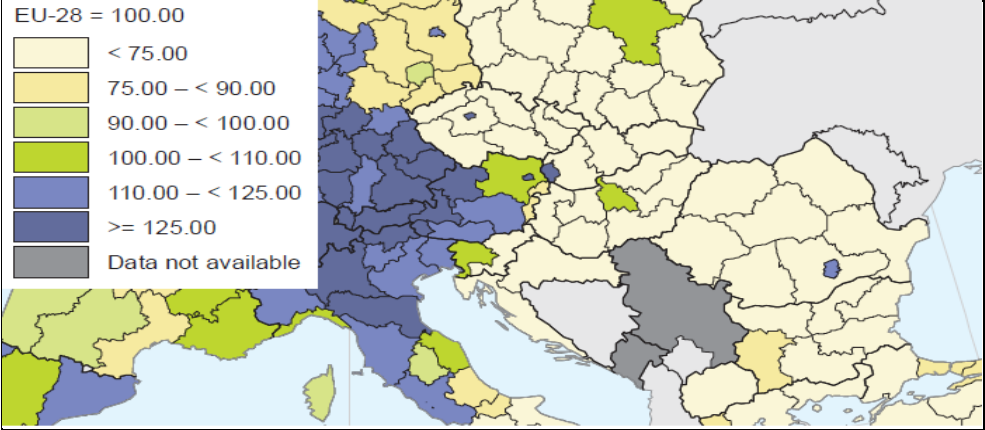 EU-28 = 100.00
< 75.00
75.00 – < 90.00
90.00 – < 100.00
100.00 – < 110.00
110.00 – < 125.00
>= 125.00
Data not available